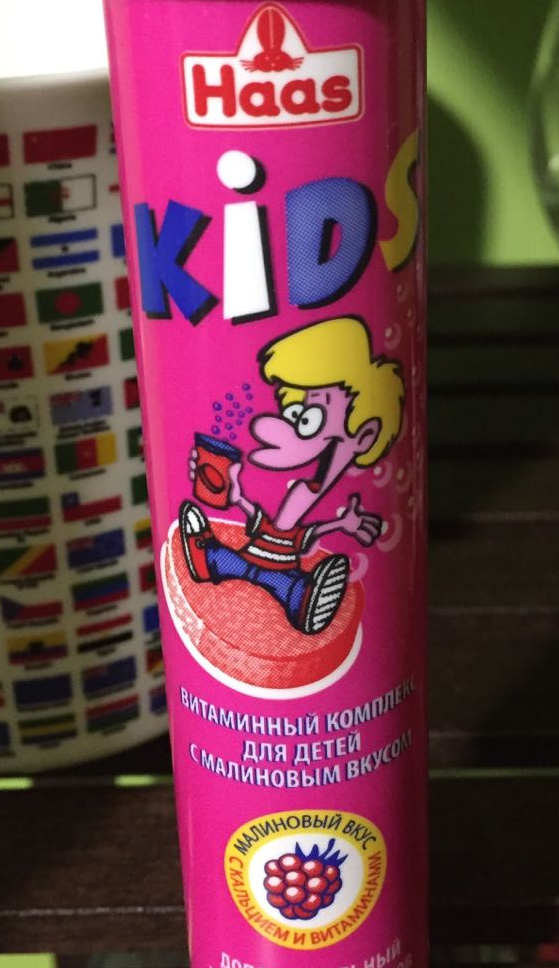 Haas
KiDS
ВИТАМИННЫЙ КОМПЛЕКС
ДЛЯ ДЕТЕЙ
С МАЛИНОВЫМ ВКУСОМ
МАЛИНОВЫЙ ВКУС
С КАЛЬЦИЕМ И ВИТАМИНАМИ